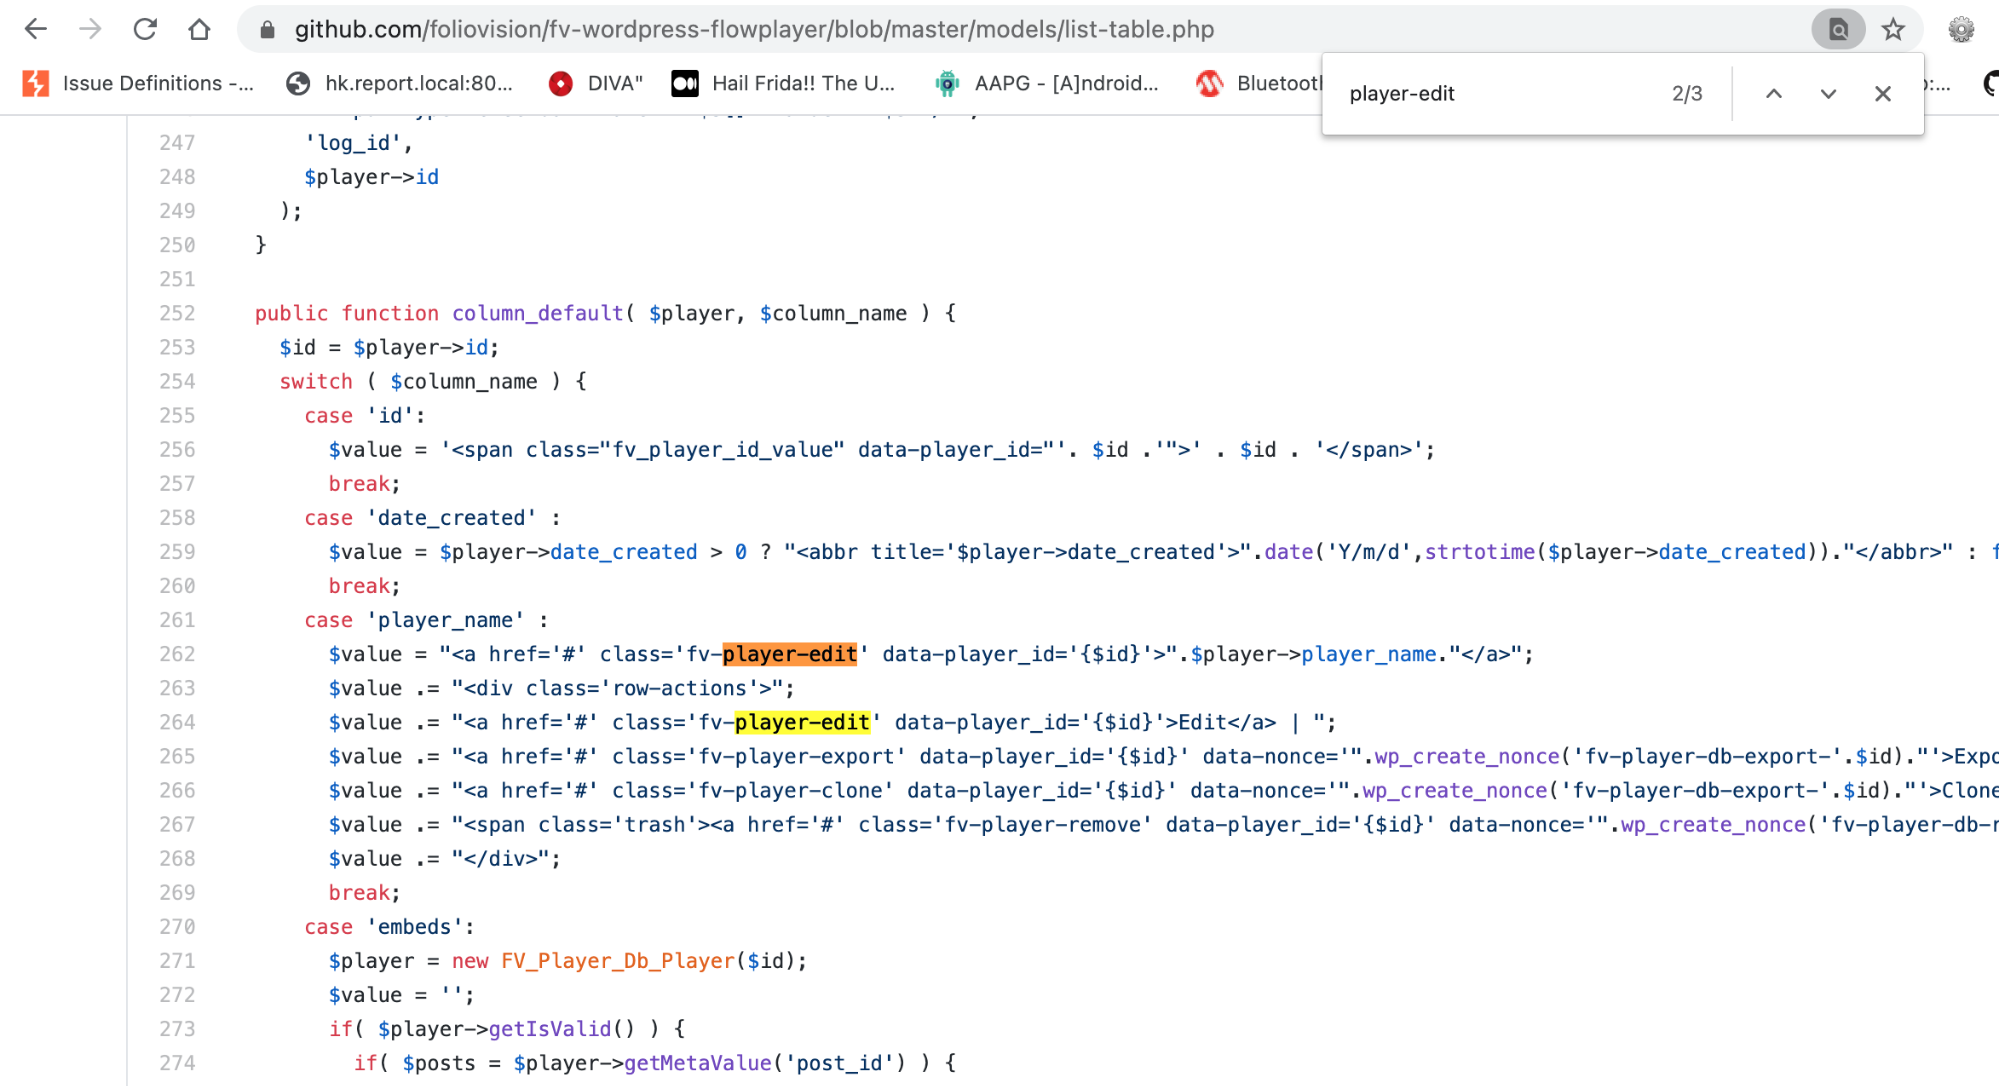 github.com/foliovision/fv-wordpress-flowplayer/blob/master/models/list-table.php
Issue Definitions -... hk.report.local:80... DIVA" Hail Frida!! The U... AAPG - [A]ndroid... Bluetooth
player-edit 2/3
247 'log_id',
248 $player->id
249 );
250 }
251
252 public function column_default( $player, $column_name ) {
253 $id = $player->id;
254 switch ( $column_name ) {
255 case 'id':
256 $value = '<span class="fv_player_id_value" data-player_id="'. $id .'">' . $id . '</span>';
257 break;
258 case 'date_created' :
259 $value = $player->date_created > 0 ? "<abbr title='$player->date_created'>".date('Y/m/d',strtotime($player->date_created))."</abbr>" : f
260 break;
261 case 'player_name' :
262 $value = "<a href='#' class='fv-player-edit' data-player_id='{$id}'>".$player->player_name."</a>";
263 $value .= "<div class='row-actions'>";
264 $value .= "<a href='#' class='fv-player-edit' data-player_id='{$id}'>Edit</a> | ";
265 $value .= "<a href='#' class='fv-player-export' data-player_id='{$id}' data-nonce='".wp_create_nonce('fv-player-db-export-'.$id)."'>Expo
266 $value .= "<a href='#' class='fv-player-clone' data-player_id='{$id}' data-nonce='".wp_create_nonce('fv-player-db-export-'.$id)."'>Clone
267 $value .= "<span class='trash'><a href='#' class='fv-player-remove' data-player_id='{$id}' data-nonce='".wp_create_nonce('fv-player-db-r
268 $value .= "</div>";
269 break;
270 case 'embeds':
271 $player = new FV_Player_Db_Player($id);
272 $value = '';
273 if( $player->getIsValid() ) {
274 if( $posts = $player->getMetaValue('post_id') ) {